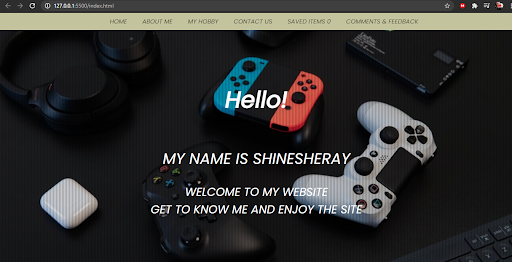 127.0.0.1:5500/index.html
HOME ABOUT ME MY HOBBY CONTACT US SAVED ITEMS 0 COMMENTS & FEEDBACK
Hello!
MY NAME IS SHINESHERAY
WELCOME TO MY WEBSITE
GET TO KNOW ME AND ENJOY THE SITE